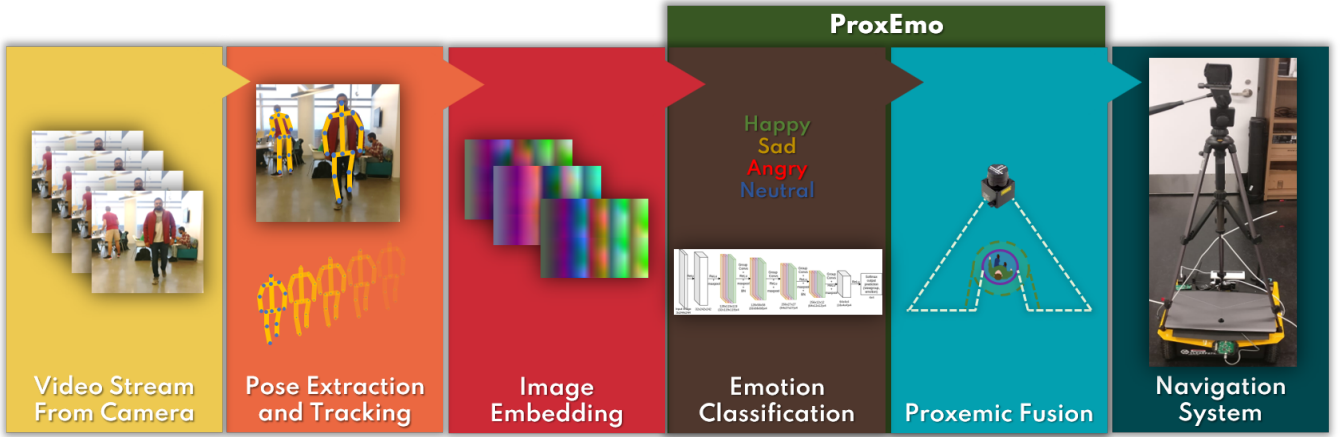 ProxEmo
Happy
Sad
Angry
Neutral
Video Stream
From Camera
Pose Extraction
and Tracking
Image
Embedding
Emotion
Classification
Proxemic Fusion
Navigation
System